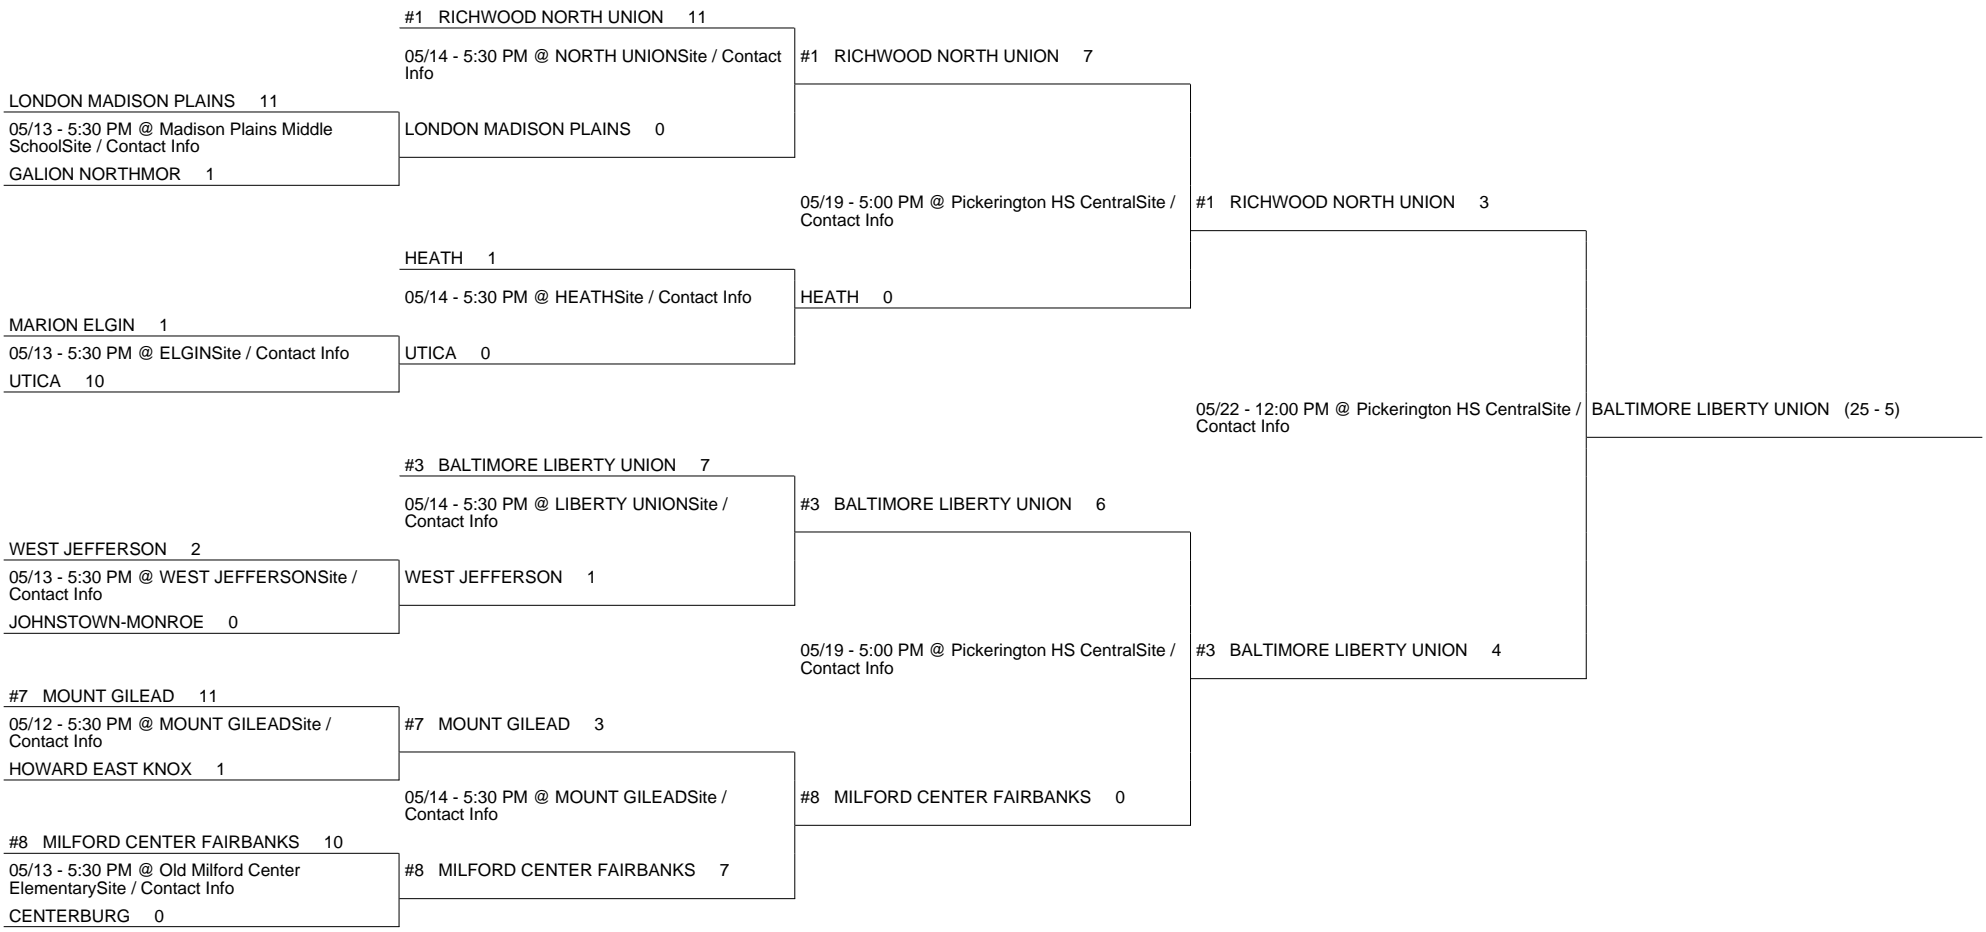 #1 RICHWOOD NORTH UNION 11
05/14 - 5:30 PM @ NORTH UNIONSite / Contact
Info
#1 RICHWOOD NORTH UNION 7
LONDON MADISON PLAINS 11
05/13 - 5:30 PM @ Madison Plains Middle
SchoolSite / Contact Info
LONDON MADISON PLAINS 0
GALION NORTHMOR 1
05/19 - 5:00 PM @ Pickerington HS CentralSite /
Contact Info
#1 RICHWOOD NORTH UNION 3
HEATH 1
05/14 - 5:30 PM @ HEATHSite / Contact Info
HEATH 0
MARION ELGIN 1
05/13 - 5:30 PM @ ELGINSite / Contact Info
UTICA 0
UTICA 10
05/22 - 12:00 PM @ Pickerington HS CentralSite /
Contact Info
BALTIMORE LIBERTY UNION (25 - 5)
#3 BALTIMORE LIBERTY UNION 7
05/14 - 5:30 PM @ LIBERTY UNIONSite /
Contact Info
#3 BALTIMORE LIBERTY UNION 6
WEST JEFFERSON 2
05/13 - 5:30 PM @ WEST JEFFERSONSite /
Contact Info
WEST JEFFERSON 1
JOHNSTOWN-MONROE 0
05/19 - 5:00 PM @ Pickerington HS CentralSite /
Contact Info
#3 BALTIMORE LIBERTY UNION 4
#7 MOUNT GILEAD 11
05/12 - 5:30 PM @ MOUNT GILEADSite /
Contact Info
#7 MOUNT GILEAD 3
HOWARD EAST KNOX 1
05/14 - 5:30 PM @ MOUNT GILEADSite /
Contact Info
#8 MILFORD CENTER FAIRBANKS 0
#8 MILFORD CENTER FAIRBANKS 10
05/13 - 5:30 PM @ Old Milford Center
ElementarySite / Contact Info
#8 MILFORD CENTER FAIRBANKS 7
CENTERBURG 0